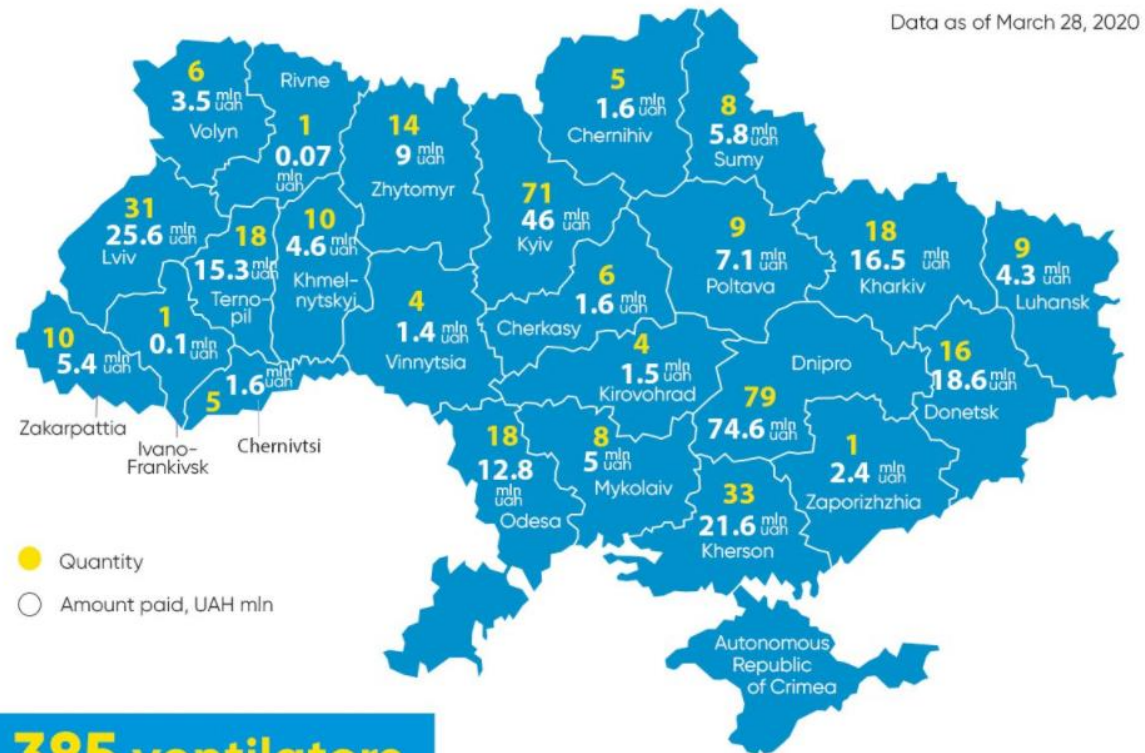 Data as of March 28, 2020
6
3.5 mln uah
Volyn
Rivne
1
0.07
mln uah
14
9 mln uah
Zhytomyr
5
1.6 mln uah
Chernihiv
8
5.8 mln uah
Sumy
31
25.6 mln uah
Lviv
18
15.3 mln uah
Terno-
pil
10
4.6 mln uah
Khmel-
nytskyi
71
46 mln uah
Kyiv
9
7.1 mln uah
Poltava
18
16.5 mln uah
Kharkiv
9
4.3 mln uah
Luhansk
10
5.4 mln uah
Zakarpattia
1
0.1 mln uah
Ivano-
Frankivsk
5
1.6 mln uah
Chernivtsi
4
1.4 mln uah
Vinnytsia
6
1.6 mln uah
Cherkasy
4
1.5 mln uah
Kirovohrad
Dnipro
79
74.6 mln uah
16
18.6 mln uah
Donetsk
18
12.8
mln uah
Odesa
8
5 mln uah
Mykolaiv
33
21.6 mln uah
Kherson
1
2.4 mln uah
Zaporizhzhia
Quantity
Amount paid, UAH mln
Autonomous
Republic
of Crimea
385 ventilators